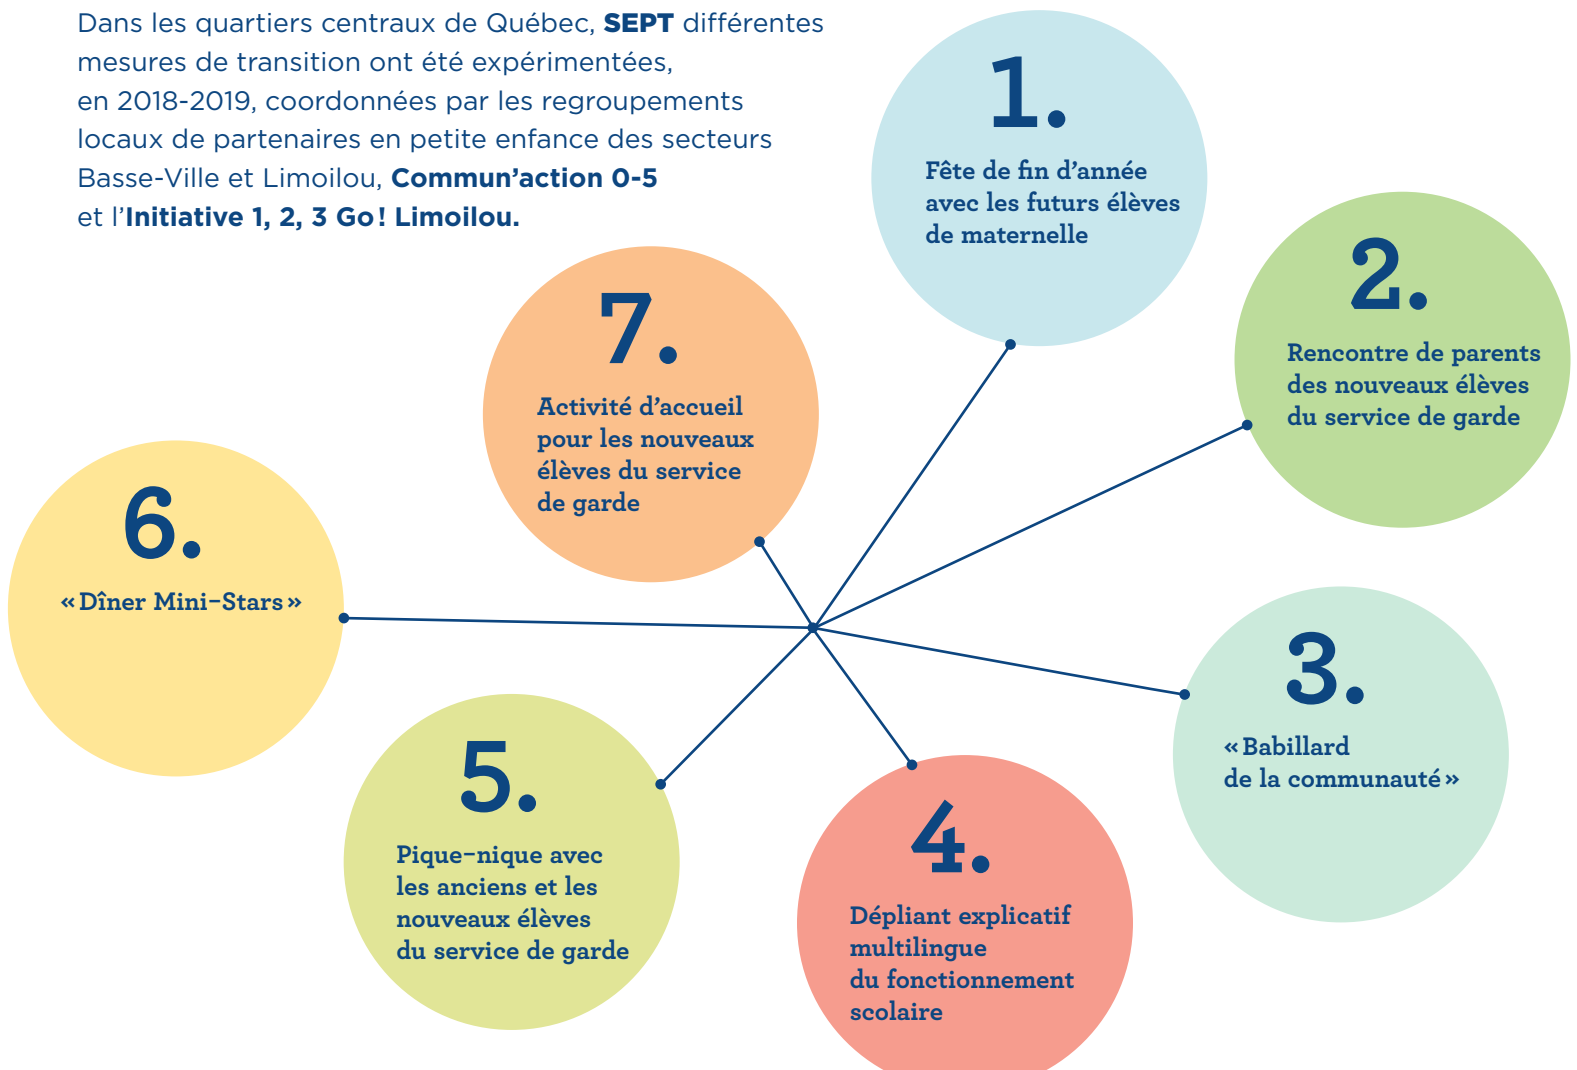 Dans les quartiers centraux de Québec, SEPT différentes
mesures de transition ont été expérimentées,
en 2018-2019, coordonnées par les regroupements
locaux de partenaires en petite enfance des secteurs
Basse-Ville et Limoilou, Commun’action 0-5
et l’Initiative 1, 2, 3 Go! Limoilou.
1.
Fête de fin d’année
avec les futurs élèves
de maternelle
2.
Rencontre de parents
des nouveaux élèves
du service de garde
3.
«Babillard
de la communauté»
4.
Dépliant explicatif
multilingue
du fonctionnement
scolaire
5.
Pique-nique avec
les anciens et les
nouveaux élèves
du service de garde
6.
«Dîner Mini-Stars»
7.
Activité d’accueil
pour les nouveaux
élèves du service
de garde